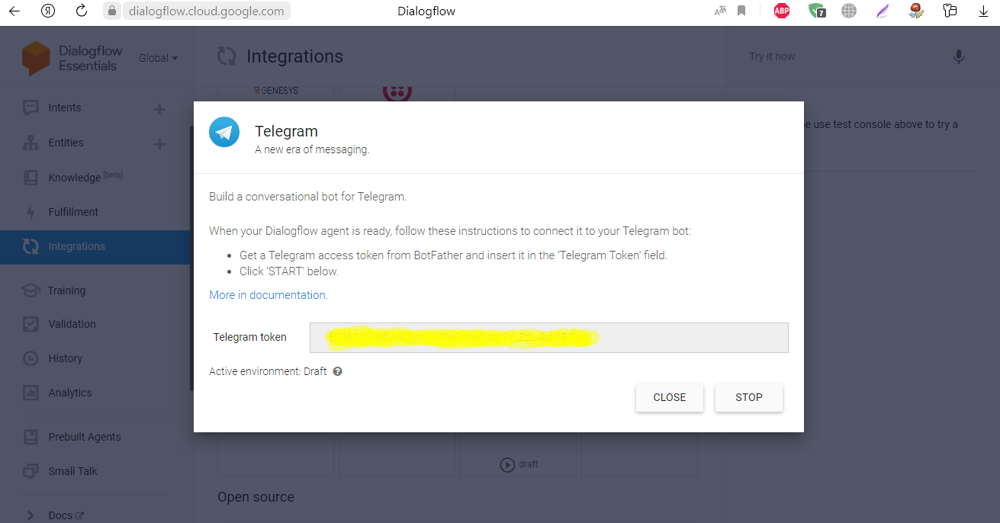 dialogflow.cloud.google.com
Dialogflow
ABP
7
Dialogflow
Essentials
Global
Integrations
Try it now
GENESYS
Intents
Entities
Knowledge [beta]
Fulfillment
Integrations
Training
Validation
History
Analytics
Prebuilt Agents
Small Talk
Docs
use test console above to try a
Telegram
A new era of messaging.
Build a conversational bot for Telegram.
When your Dialogflow agent is ready, follow these instructions to connect it to your Telegram bot:
• Get a Telegram access token from BotFather and insert it in the ‘Telegram Token’ field.
• Click 'START' below.
More in documentation.
Telegram token
Active environment: Draft
CLOSE
STOP
draft
Open source